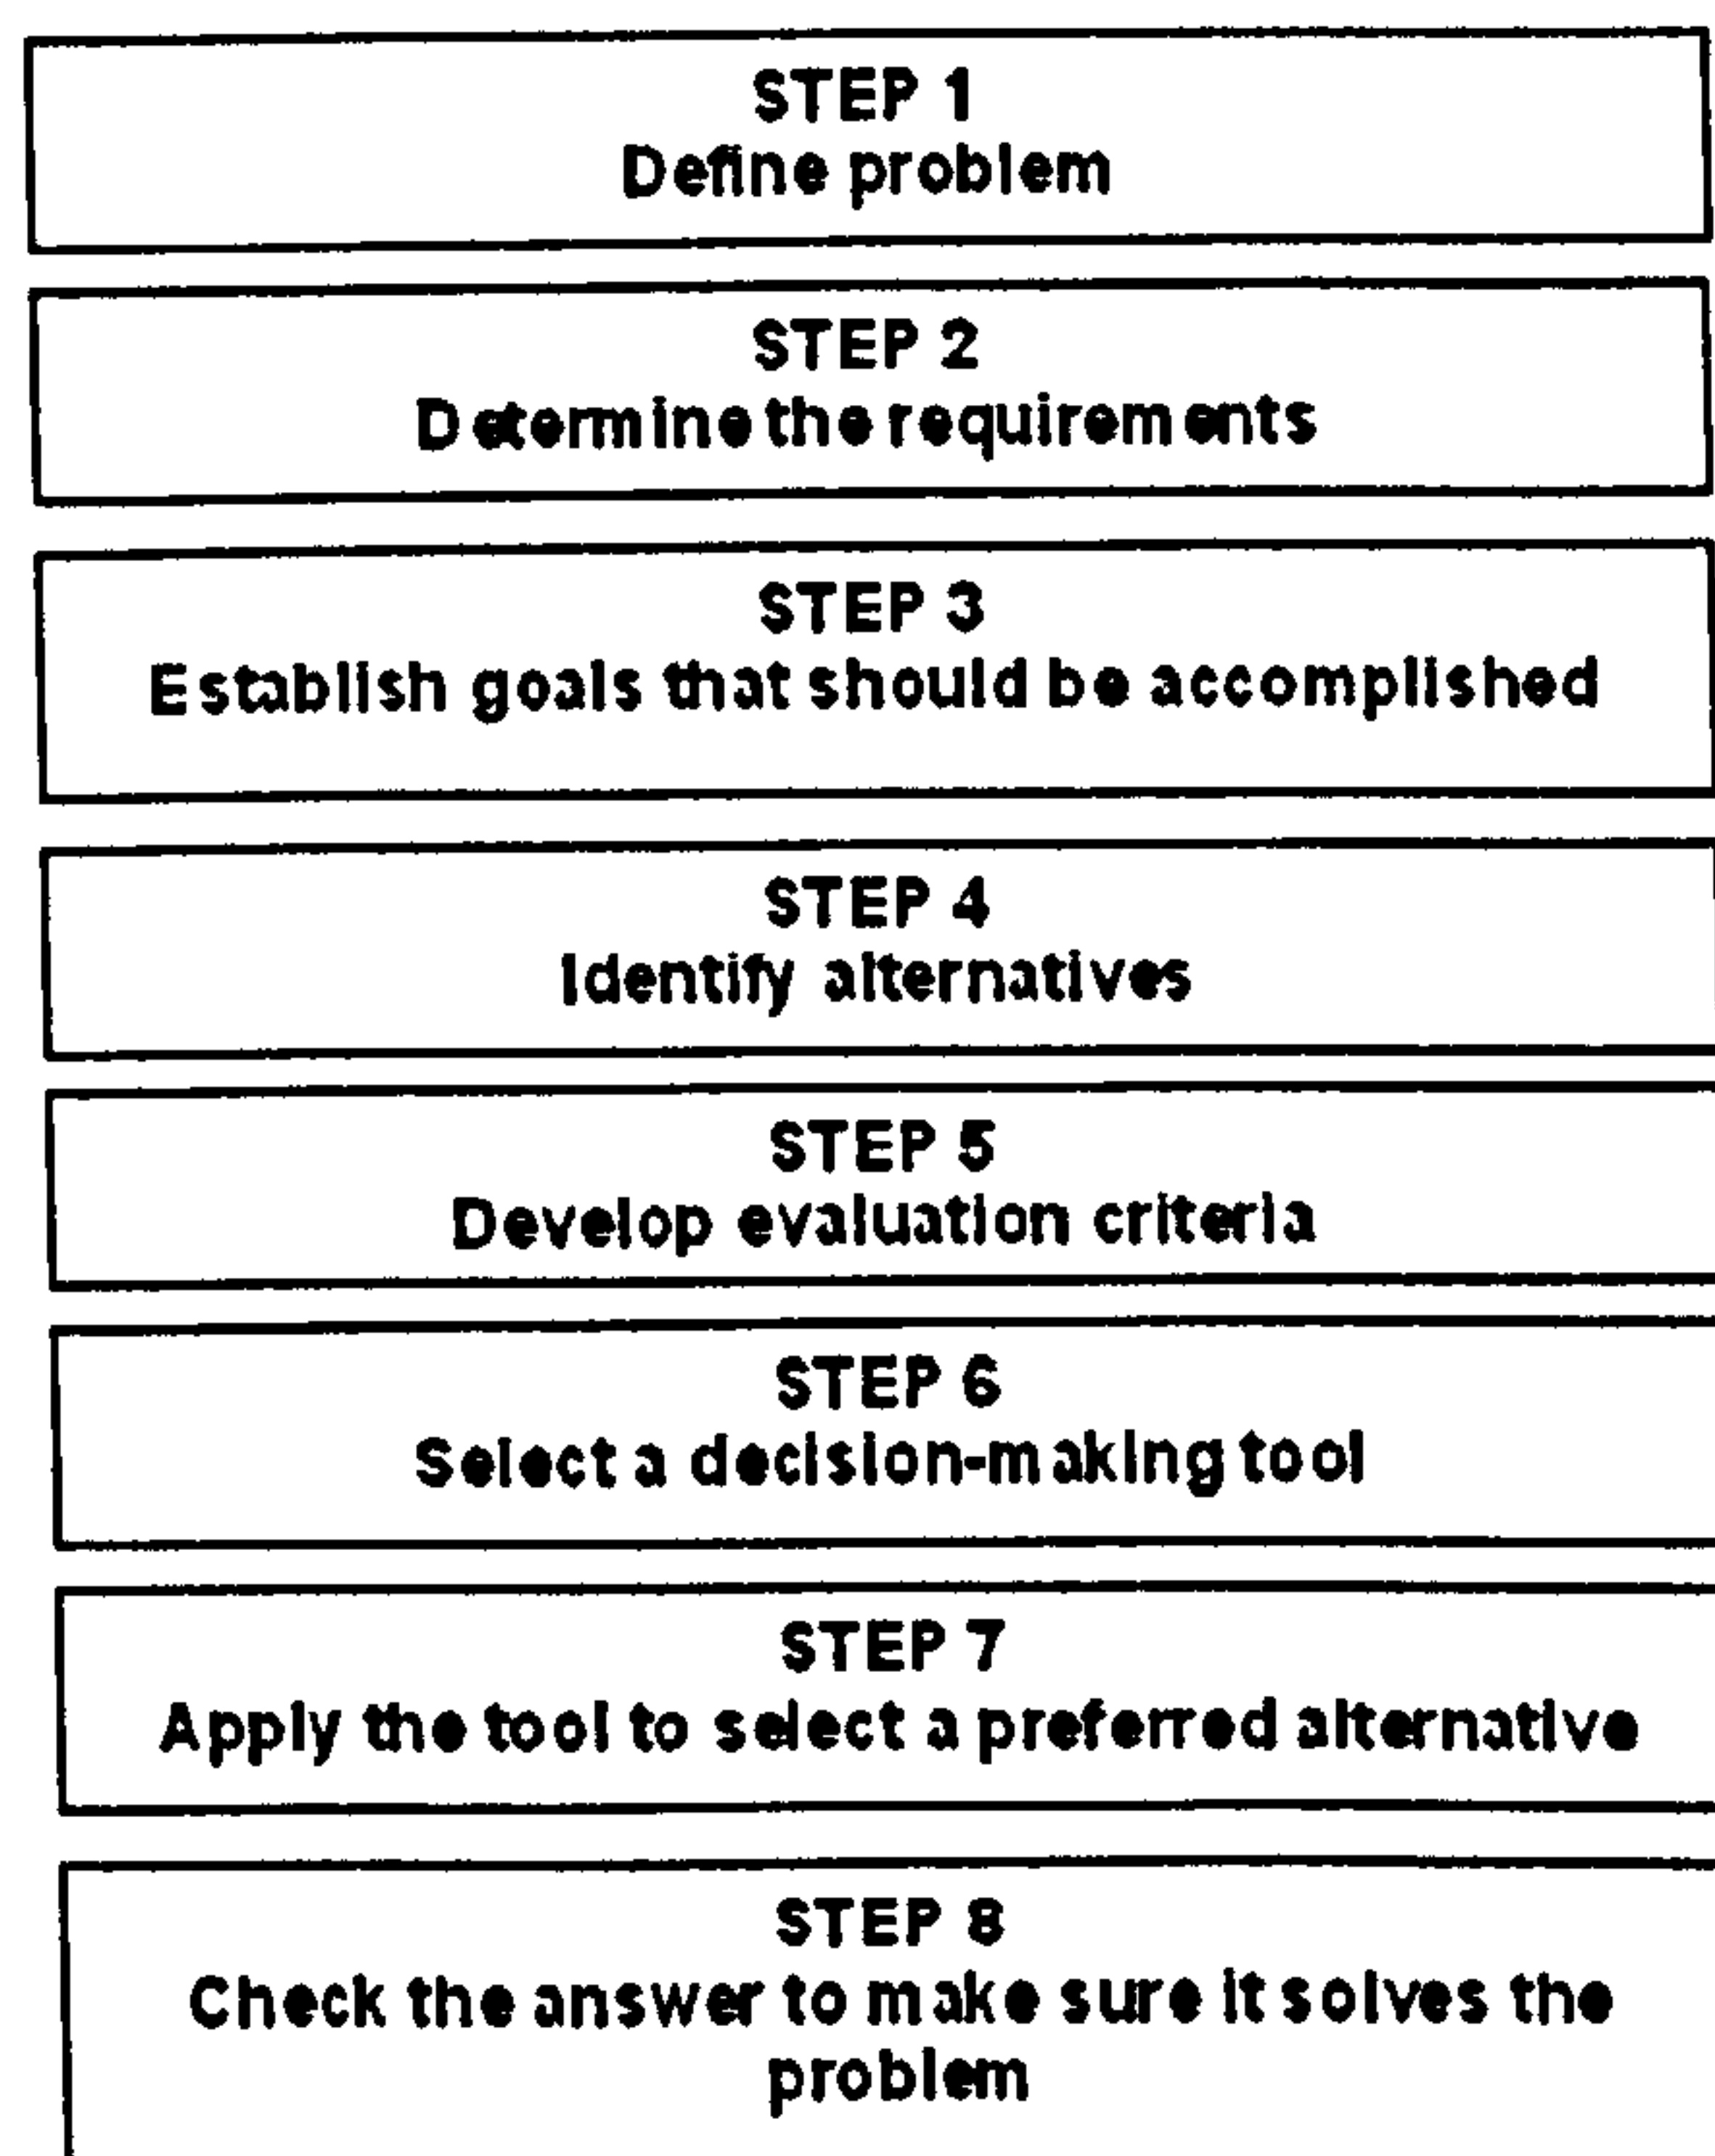 STEP 1
Define problem
STEP 2
Determine the requirements
STEP 3
Establish goals that should be accomplished
STEP 4
Identify alternatives
STEP 5
Develop evaluation criteria
STEP 6
Select a decision-making tool
STEP 7
Apply the tool to select a preferred alternative
STEP 8
Check the answer to make sure it solves the
problem